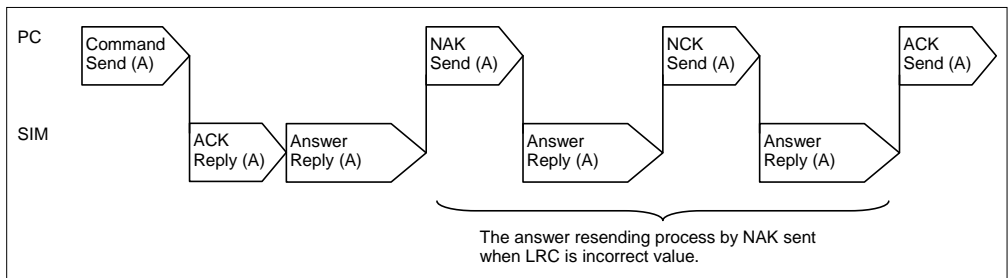 PC
Command
Send (A)
NAK
Send (A)
NCK
Send (A)
ACK
Send (A)
SIM
ACK
Reply (A)
Answer
Reply (A)
Answer
Reply (A)
Answer
Reply (A)
The answer resending process by NAK sent
when LRC is incorrect value.